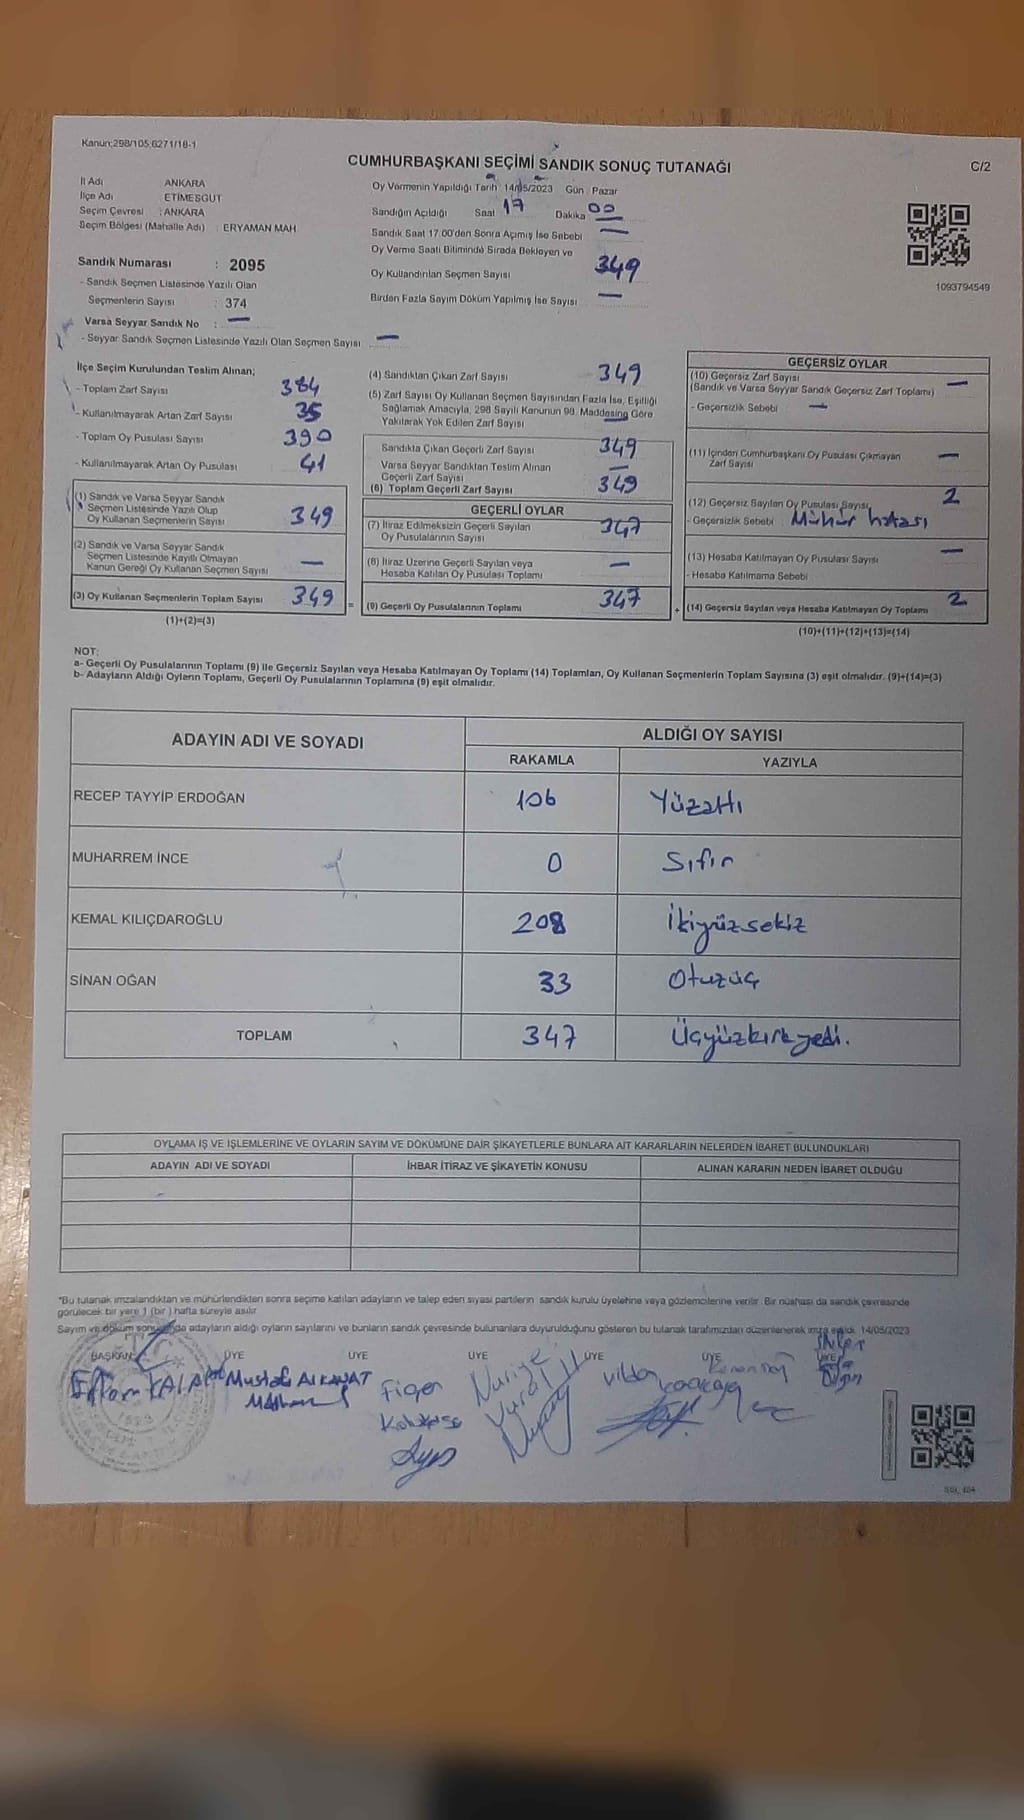 Kanun:298/105;6271/18-1
CUMHURBAŞKANI SEÇİMİ SANDIK SONUÇ TUTANAĞI
C/2
İl Adı ANKARA
İlçe Adı ETİMESGUT
Seçim Çevresi : ANKARA
Seçim Bölgesi (Mahalle Adı) : ERYAMAN MAH
Sandık Numarası : 2095
- Sandık Seçmen Listesinde Yazılı Olan
Seçmenlerin Sayısı : 374
Varsa Seyyar Sandık No : —
- Seyyar Sandık Seçmen Listesinde Yazılı Olan Seçmen Sayısı —
Oy Vermenin Yapıldığı Tarih 14/05/2023 Gün Pazar
Sandığın Açıldığı Saat 17 Dakika 00
Sandık Saat 17.00'den Sonra Açımış İse Sebebi —
Oy Verme Saati Bitiminde Sırada Bekleyen ve
Oy Kullandırılan Seçmen Sayısı 349
Birden Fazla Sayım Döküm Yapılmış İse Sayısı —
1093794549
İlçe Seçim Kurulundan Teslim Alınan;
- Toplam Zarf Sayısı 384
- Kullanılmayarak Artan Zarf Sayısı 35
- Toplam Oy Pusulası Sayısı 390
- Kullanılmayarak Artan Oy Pusulası 41
(1) Sandık ve Varsa Seyyar Sandık
Seçmen Listesinde Yazılı Olup
Oy Kullanan Seçmenlerin Sayısı 349
(2) Sandık ve Varsa Seyyar Sandık
Seçmen Listesinde Kayıtlı Olmayan
Kanun Gereği Oy Kullanan Seçmen Sayısı —
(3) Oy Kullanan Seçmenlerin Toplam Sayısı 349 =
(1)+(2)=(3)
(4) Sandıktan Çıkan Zarf Sayısı 349
(5) Zarf Sayısı Oy Kullanan Seçmen Sayısından Fazla İse, Eşitliği
Sağlamak Amacıyla, 298 Sayılı Kanunun 98. Maddesine Göre
Yakılarak Yok Edilen Zarf Sayısı —
Sandıkta Çıkan Geçerli Zarf Sayısı 349
Varsa Seyyar Sandıktan Teslim Alınan
Geçerli Zarf Sayısı —
(6) Toplam Geçerli Zarf Sayısı 349
GEÇERLİ OYLAR
(7) İtiraz Edilmeksizin Geçerli Sayılan
Oy Pusulalarının Sayısı 347
(8) İtiraz Üzerine Geçerli Sayılan veya
Hesaba Katılan Oy Pusulası Toplamı —
(9) Geçerli Oy Pusulalarının Toplamı 347 +
GEÇERSİZ OYLAR
(10) Geçersiz Zarf Sayısı
(Sandık ve Varsa Seyyar Sandık Geçersiz Zarf Toplamı) —
- Geçersizlik Sebebi —
(11) İçinden Cumhurbaşkanı Oy Pusulası Çıkmayan
Zarf Sayısı —
(12) Geçersiz Sayılan Oy Pusulası Sayısı 2
- Geçersizlik Sebebi Mühür hatası
(13) Hesaba Katılmayan Oy Pusulası Sayısı —
- Hesaba Katılmama Sebebi
(14) Geçersiz Sayılan veya Hesaba Katılmayan Oy Toplamı 2
(10)+(11)+(12)+(13)=(14)
NOT:
a- Geçerli Oy Pusulalarının Toplamı (9) ile Geçersiz Sayılan veya Hesaba Katılmayan Oy Toplamı (14) Toplamları, Oy Kullanan Seçmenlerin Toplam Sayısına (3) eşit olmalıdır. (9)+(14)=(3)
b- Adayların Aldığı Oyların Toplamı, Geçerli Oy Pusulalarının Toplamına (9) eşit olmalıdır.
ADAYIN ADI VE SOYADI
ALDIĞI OY SAYISI
RAKAMLA YAZIYLA
RECEP TAYYİP ERDOĞAN 106 Yüzaltı
MUHARREM İNCE 0 Sıfır
KEMAL KILIÇDAROĞLU 208 İkiyüzsekiz
SİNAN OĞAN 33 Otuzüç
TOPLAM 347 Üçyüzkırkyedi.
OYLAMA İŞ VE İŞLEMLERİNE VE OYLARIN SAYIM VE DÖKÜMÜNE DAİR ŞİKAYETLERLE BUNLARA AİT KARARLARIN NELERDEN İBARET BULUNDUKLARI
ADAYIN ADI VE SOYADI İHBAR İTİRAZ VE ŞİKAYETİN KONUSU ALINAN KARARIN NEDEN İBARET OLDUĞU
"Bu tutanak imzalandıktan ve mühürlendikten sonra seçime katılan adayların ve talep eden siyasi partilerin sandık kurulu üyelerine veya gözlemcilerine verilir. Bir nüshası da sandık çevresinde
görülecek bir yere 1 (bir) hafta süreyle asılır
Sayım ve döküm sonucunda adayların aldığı oyların sayılarını ve bunların sandık çevresinde bulunanlara duyurulduğunu gösteren bu tutanak tarafımızdan düzenlenerek imza edildi. 14/05/2023
BAŞKAN ÜYE ÜYE ÜYE ÜYE ÜYE ÜYE
Mustafa ALKANAT
Nuriye
Vildan